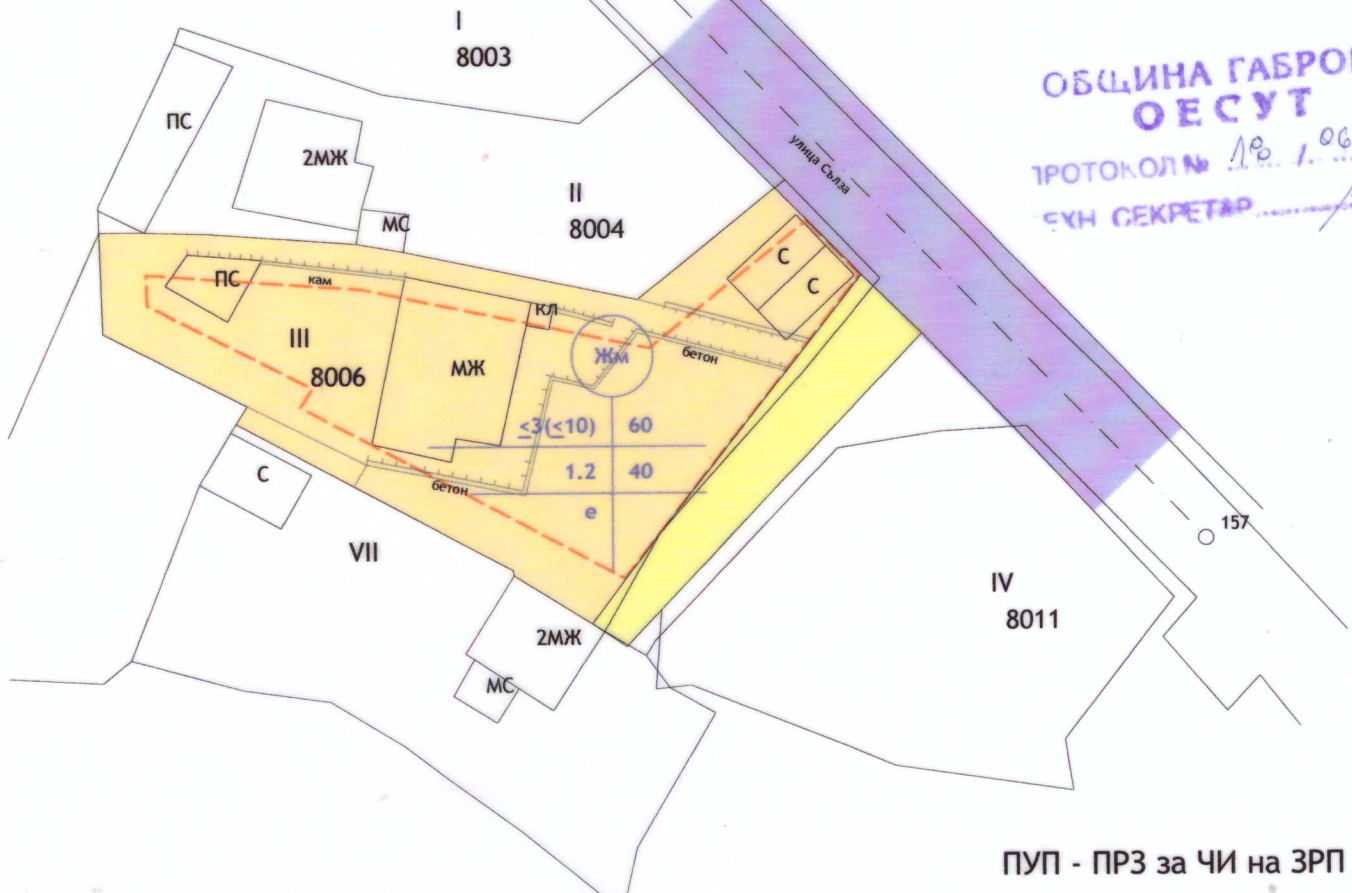 I
8003
ОБЩИНА
ОЕСУТ
ПРОТОКОЛ №
СЕКРЕТАР
ПС
2МЖ
улица Сълза
II
8004
МС
С
С
ПС
кам
КЛ
III
8006
МЖ
Жм
бетон
≤3(≤10) 60
1.2 40
е
бетон
С
VII
157
IV
8011
2МЖ
МС
ПУП - ПРЗ за ЧИ на ЗРП